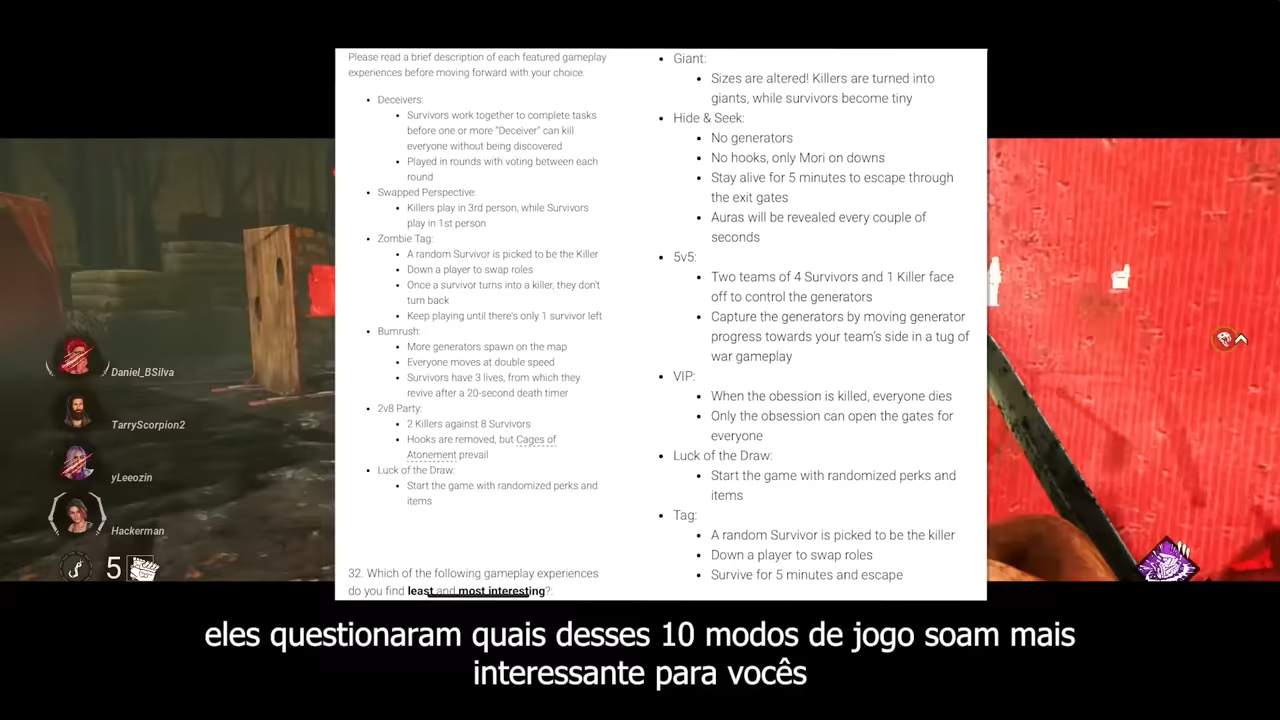 Please read a brief description of each featured gameplay
experiences before moving forward with your choice:
• Deceivers:
• Survivors work together to complete tasks
before one or more "Deceiver" can kill
everyone without being discovered
• Played in rounds with voting between each
round
• Swapped Perspective:
• Killers play in 3rd person, while Survivors
play in 1st person
• Zombie Tag:
• A random Survivor is picked to be the Killer
• Down a player to swap roles
• Once a survivor turns into a killer, they don't
turn back
• Keep playing until there's only 1 survivor left
• Bumrush:
• More generators spawn on the map
• Everyone moves at double speed
• Survivors have 3 lives, from which they
revive after a 20-second death timer
• 2v8 Party:
• 2 Killers against 8 Survivors
• Hooks are removed, but Cages of
Atonement prevail
• Luck of the Draw:
• Start the game with randomized perks and
items
32. Which of the following gameplay experiences
do you find least and most interesting?:
• Giant:
• Sizes are altered! Killers are turned into
giants, while survivors become tiny
• Hide & Seek:
• No generators
• No hooks, only Mori on downs
• Stay alive for 5 minutes to escape through
the exit gates
• Auras will be revealed every couple of
seconds
• 5v5:
• Two teams of 4 Survivors and 1 Killer face
off to control the generators
• Capture the generators by moving generator
progress towards your team's side in a tug of
war gameplay
• VIP:
• When the obession is killed, everyone dies
• Only the obsession can open the gates for
everyone
• Luck of the Draw:
• Start the game with randomized perks and
items
• Tag:
• A random Survivor is picked to be the killer
• Down a player to swap roles
• Survive for 5 minutes and escape
Daniel_BSilva
TarryScorpion2
yLeeozin
Hackerman
5
eles questionaram quais desses 10 modos de jogo soam mais
interessante para vocês